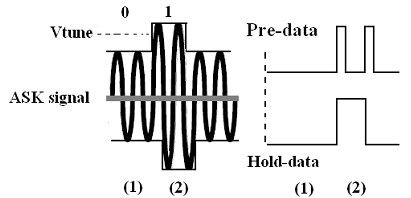 0 1
Vtune
Pre-data
ASK signal
Hold-data
(1) (2) (1) (2)